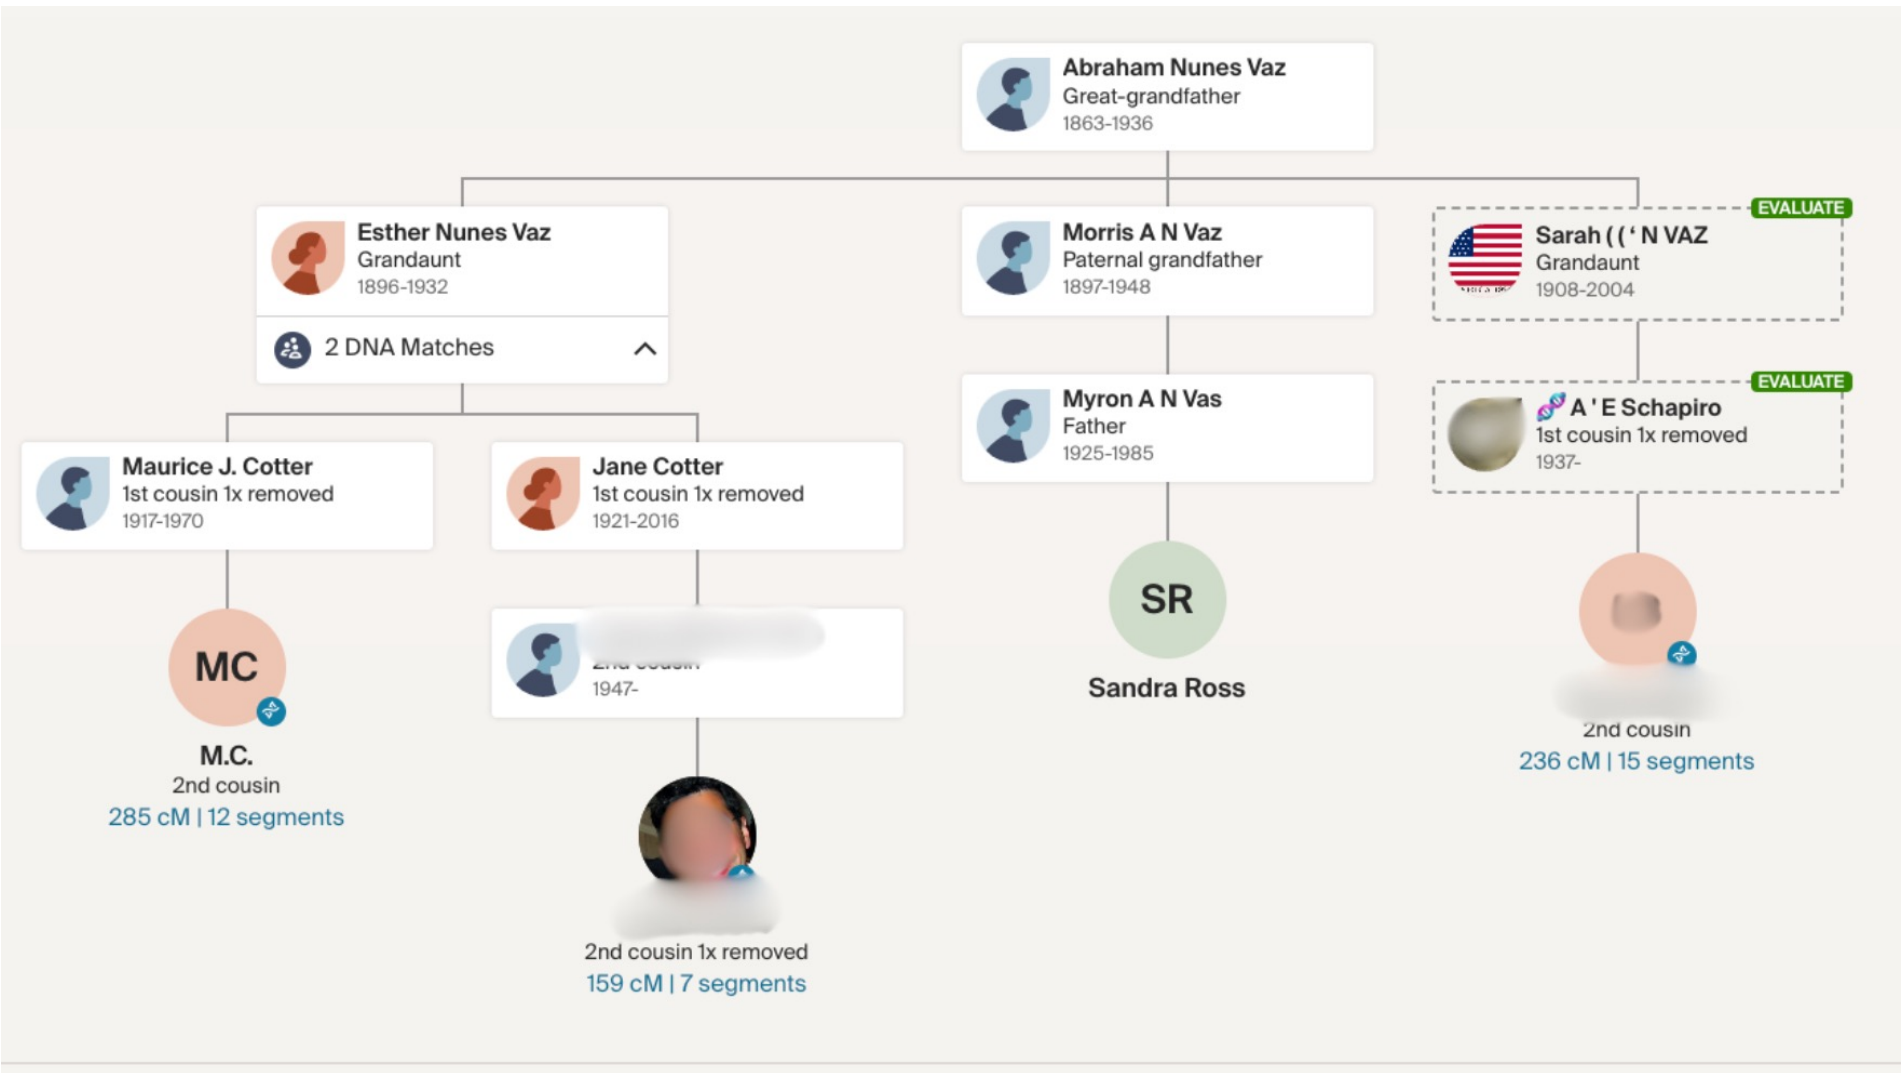 Abraham Nunes Vaz
Great-grandfather
1863-1936
Esther Nunes Vaz
Grandaunt
1896-1932
2 DNA Matches
Morris A N Vaz
Paternal grandfather
1897-1948
EVALUATE
Sarah ( ( ‘ N VAZ
Grandaunt
1908-2004
Maurice J. Cotter
1st cousin 1x removed
1917-1970
Jane Cotter
1st cousin 1x removed
1921-2016
Myron A N Vas
Father
1925-1985
EVALUATE
A ' E Schapiro
1st cousin 1x removed
1937-
MC
M.C.
2nd cousin
285 cM | 12 segments
2nd cousin
1947-
2nd cousin 1x removed
159 cM | 7 segments
SR
Sandra Ross
2nd cousin
236 cM | 15 segments